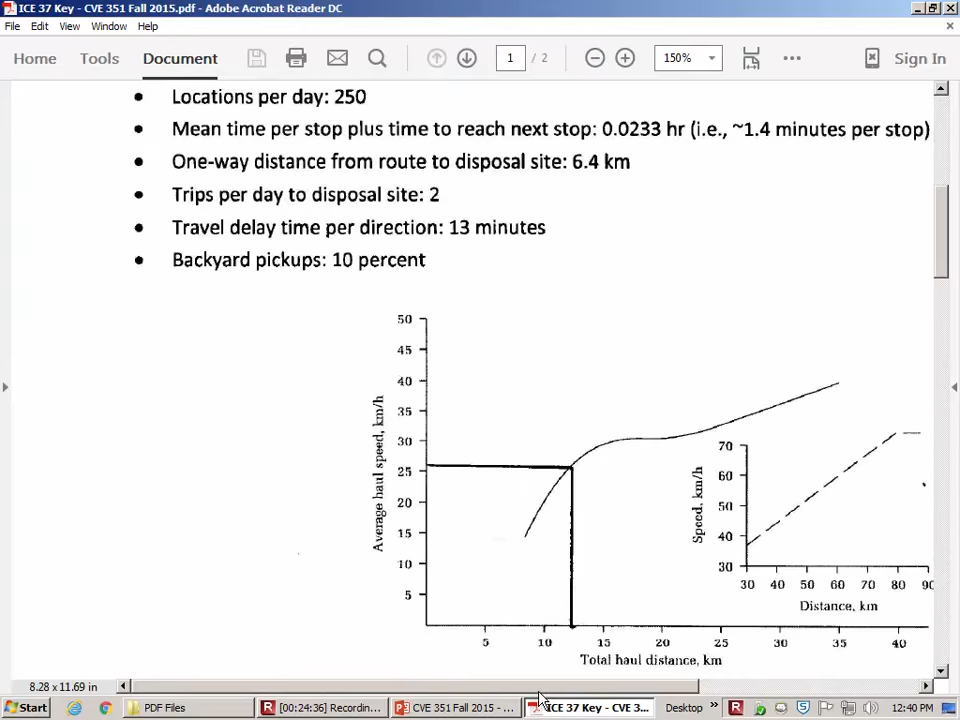 ICE 37 Key - CVE 351 Fall 2015.pdf - Adobe Acrobat Reader DC
File Edit View Window Help
Home Tools Document 1 / 2 150% Sign In
• Locations per day: 250
• Mean time per stop plus time to reach next stop: 0.0233 hr (i.e., ~1.4 minutes per stop)
• One-way distance from route to disposal site: 6.4 km
• Trips per day to disposal site: 2
• Travel delay time per direction: 13 minutes
• Backyard pickups: 10 percent
50
45
40
35
30
25
20
15
10
5
Average haul speed, km/h
5 10 15 20 25 30 35 40
Total haul distance, km
70
60
50
40
30
Speed, km/h
30 40 50 60 70 80 90
Distance, km
8.28 x 11.69 in
Start PDF Files [00:24:36] Recordin... CVE 351 Fall 2015 - ... ICE 37 Key - CVE 3... Desktop » 12:40 PM